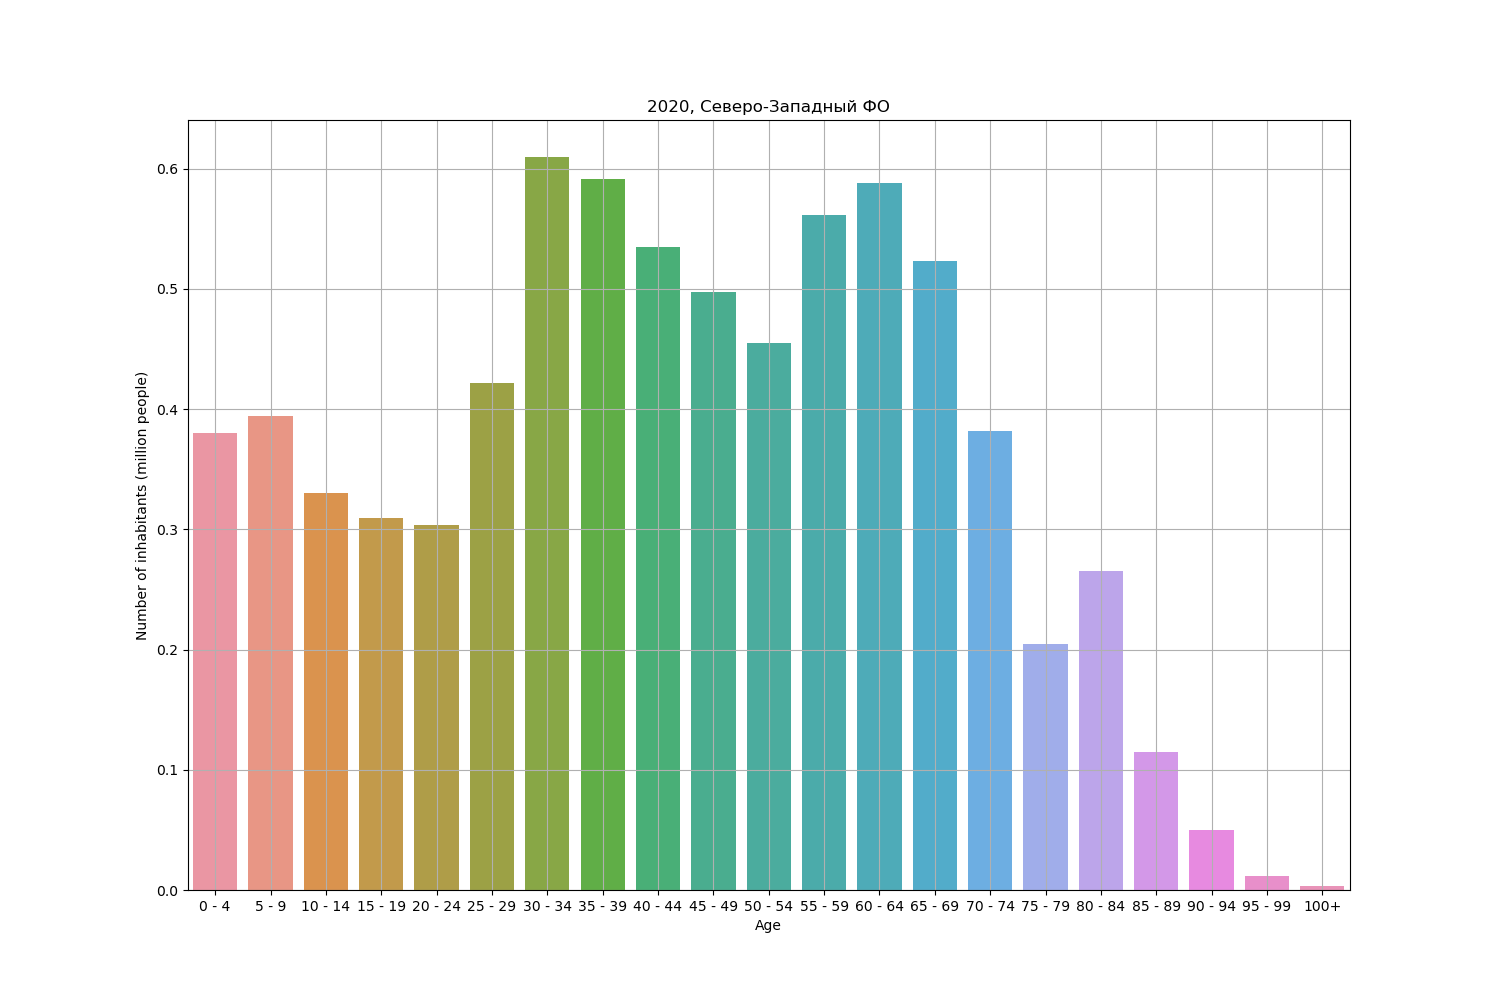 2020, Северо-Западный ФО
Number of inhabitants (million people)
0.6
0.5
0.4
0.3
0.2
0.1
0.0
0 - 4 5 - 9 10 - 14 15 - 19 20 - 24 25 - 29 30 - 34 35 - 39 40 - 44 45 - 49 50 - 54 55 - 59 60 - 64 65 - 69 70 - 74 75 - 79 80 - 84 85 - 89 90 - 94 95 - 99 100+
Age